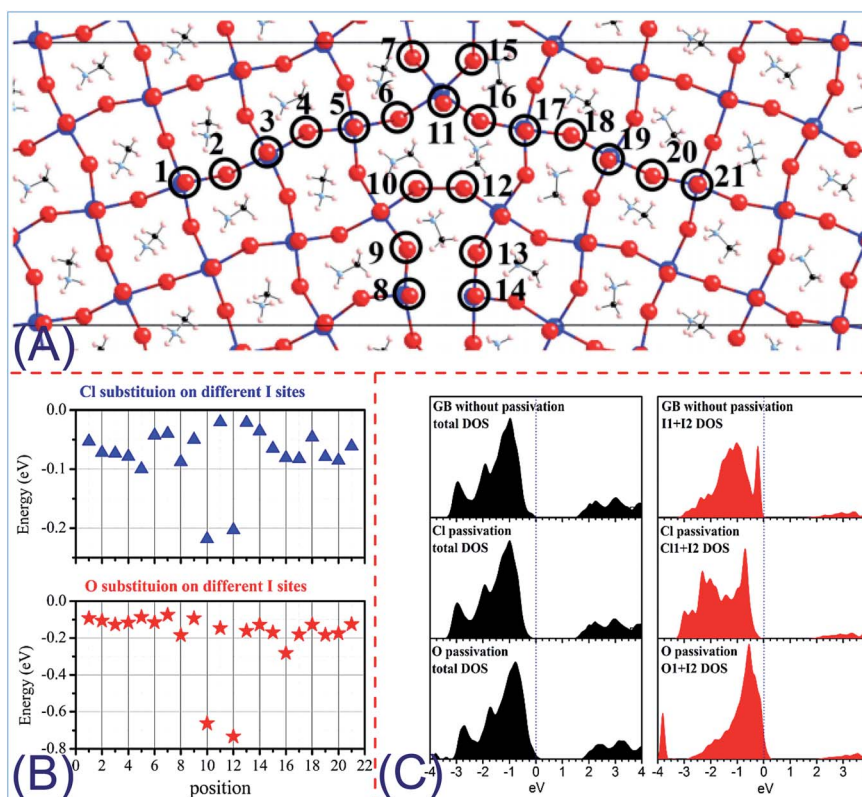 7
15
4
5
6
16
17
18
3
11
19
2
20
1
21
10
12
9
13
8
14
(A)
Cl substituion on different I sites
0.0
-0.1
-0.2
Energy (eV)
O substituion on different I sites
0.0
-0.2
-0.4
-0.6
-0.8
Energy (eV)
0 2 4 6 8 10 12 14 16 18 20 22
position
(B)
GB without passivation
total DOS
Cl passivation
total DOS
O passivation
total DOS
-4 -3 -2 -1 0 1 2 3 4
eV
GB without passivation
I1+I2 DOS
Cl passivation
Cl1+I2 DOS
O passivation
O1+I2 DOS
-4 -3 -2 -1 0 1 2 3
eV
(C)